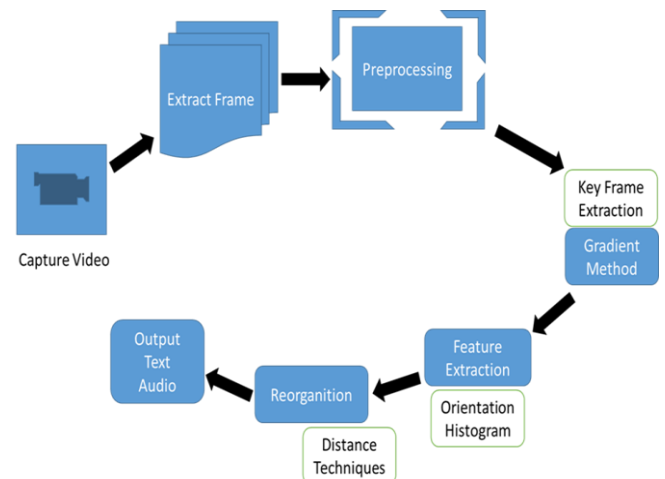 Capture Video
Extract Frame
Preprocessing
Key Frame
Extraction
Gradient
Method
Feature
Extraction
Orientation
Histogram
Reorganition
Distance
Techniques
Output
Text
Audio